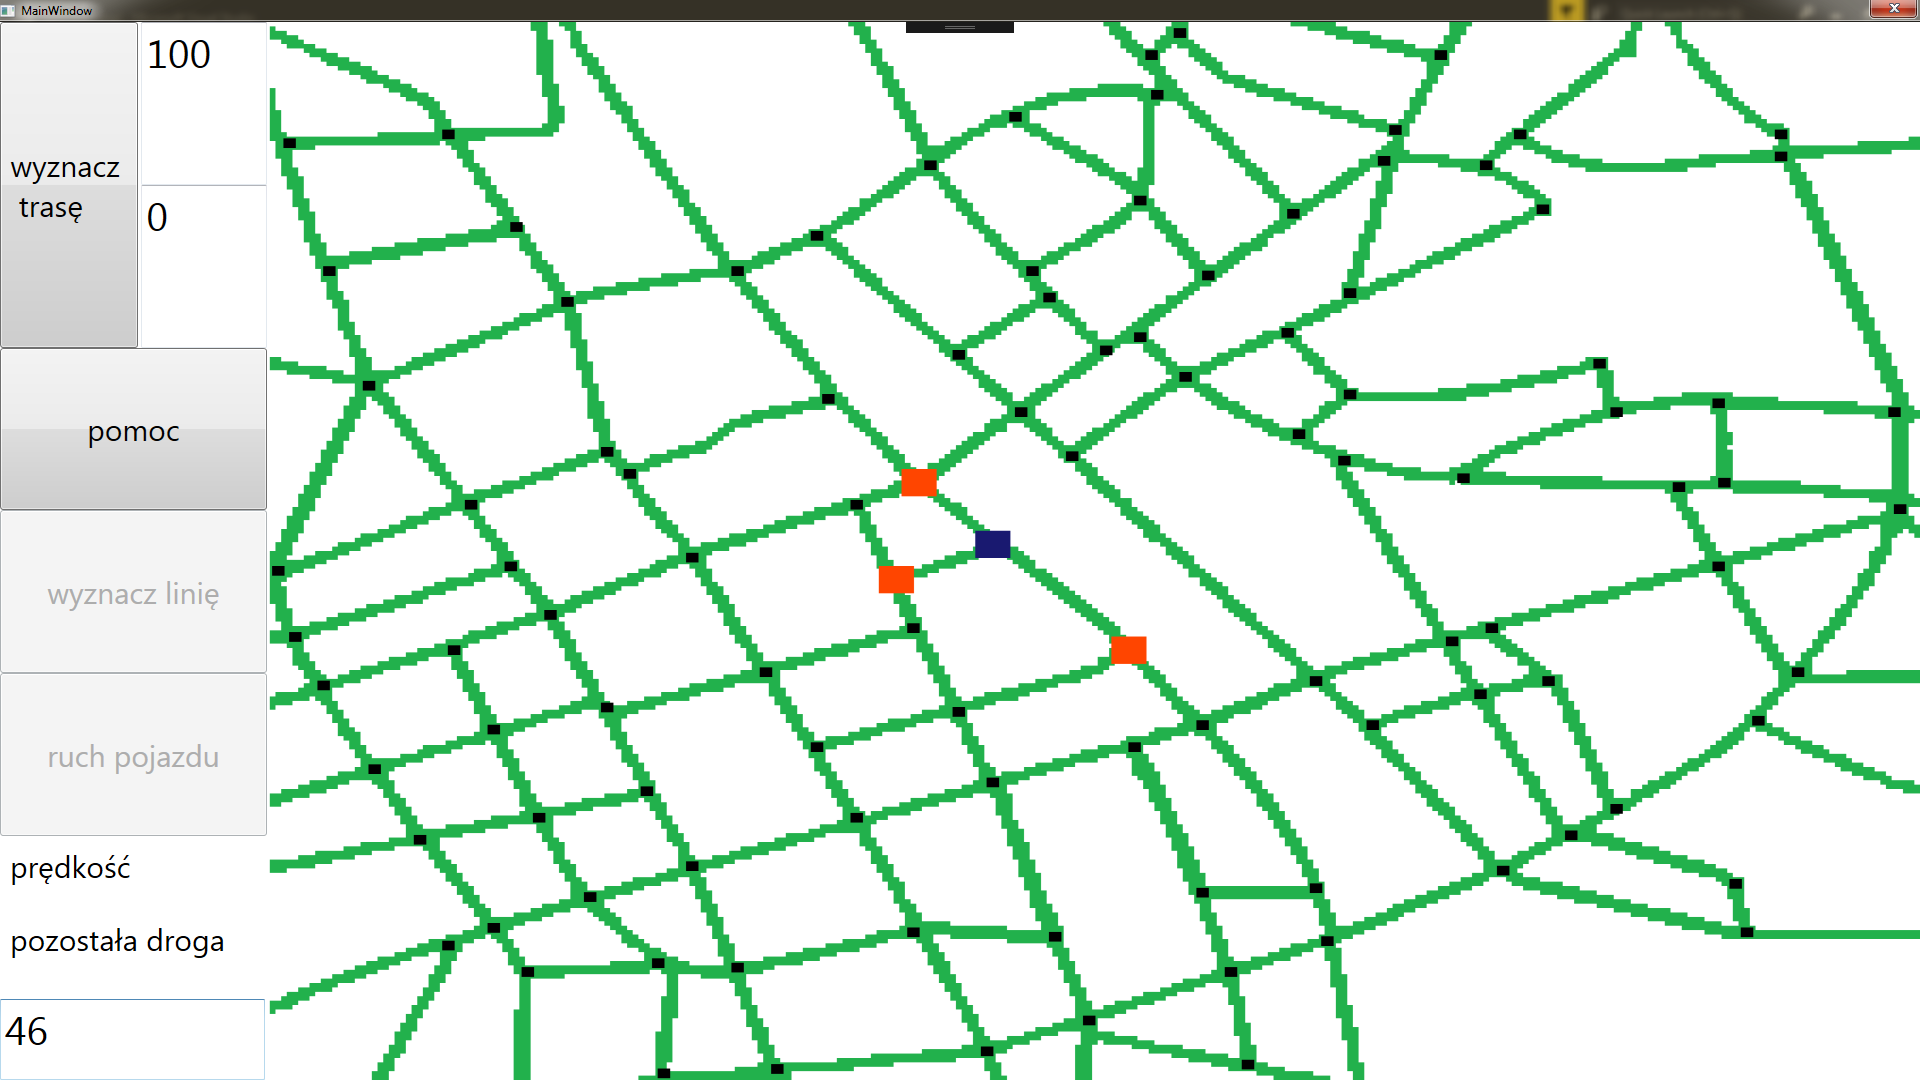 MainWindow
wyznacz
trasę
100
0
pomoc
wyznacz linię
ruch pojazdu
prędkość
pozostała droga
46